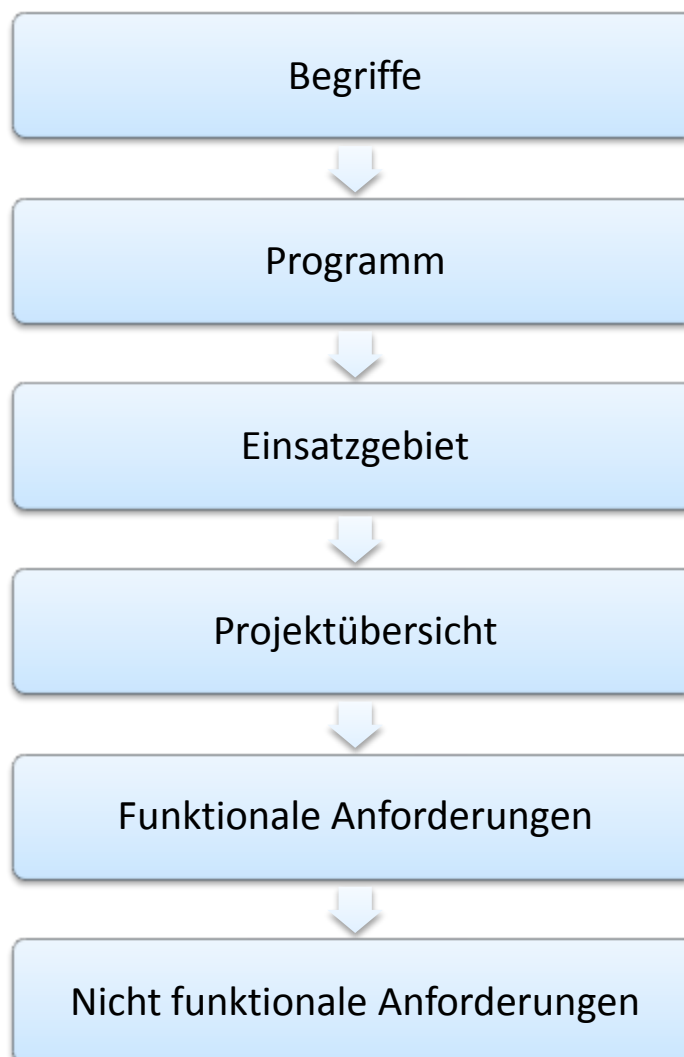 Begriffe
Programm
Einsatzgebiet
Projektübersicht
Funktionale Anforderungen
Nicht funktionale Anforderungen